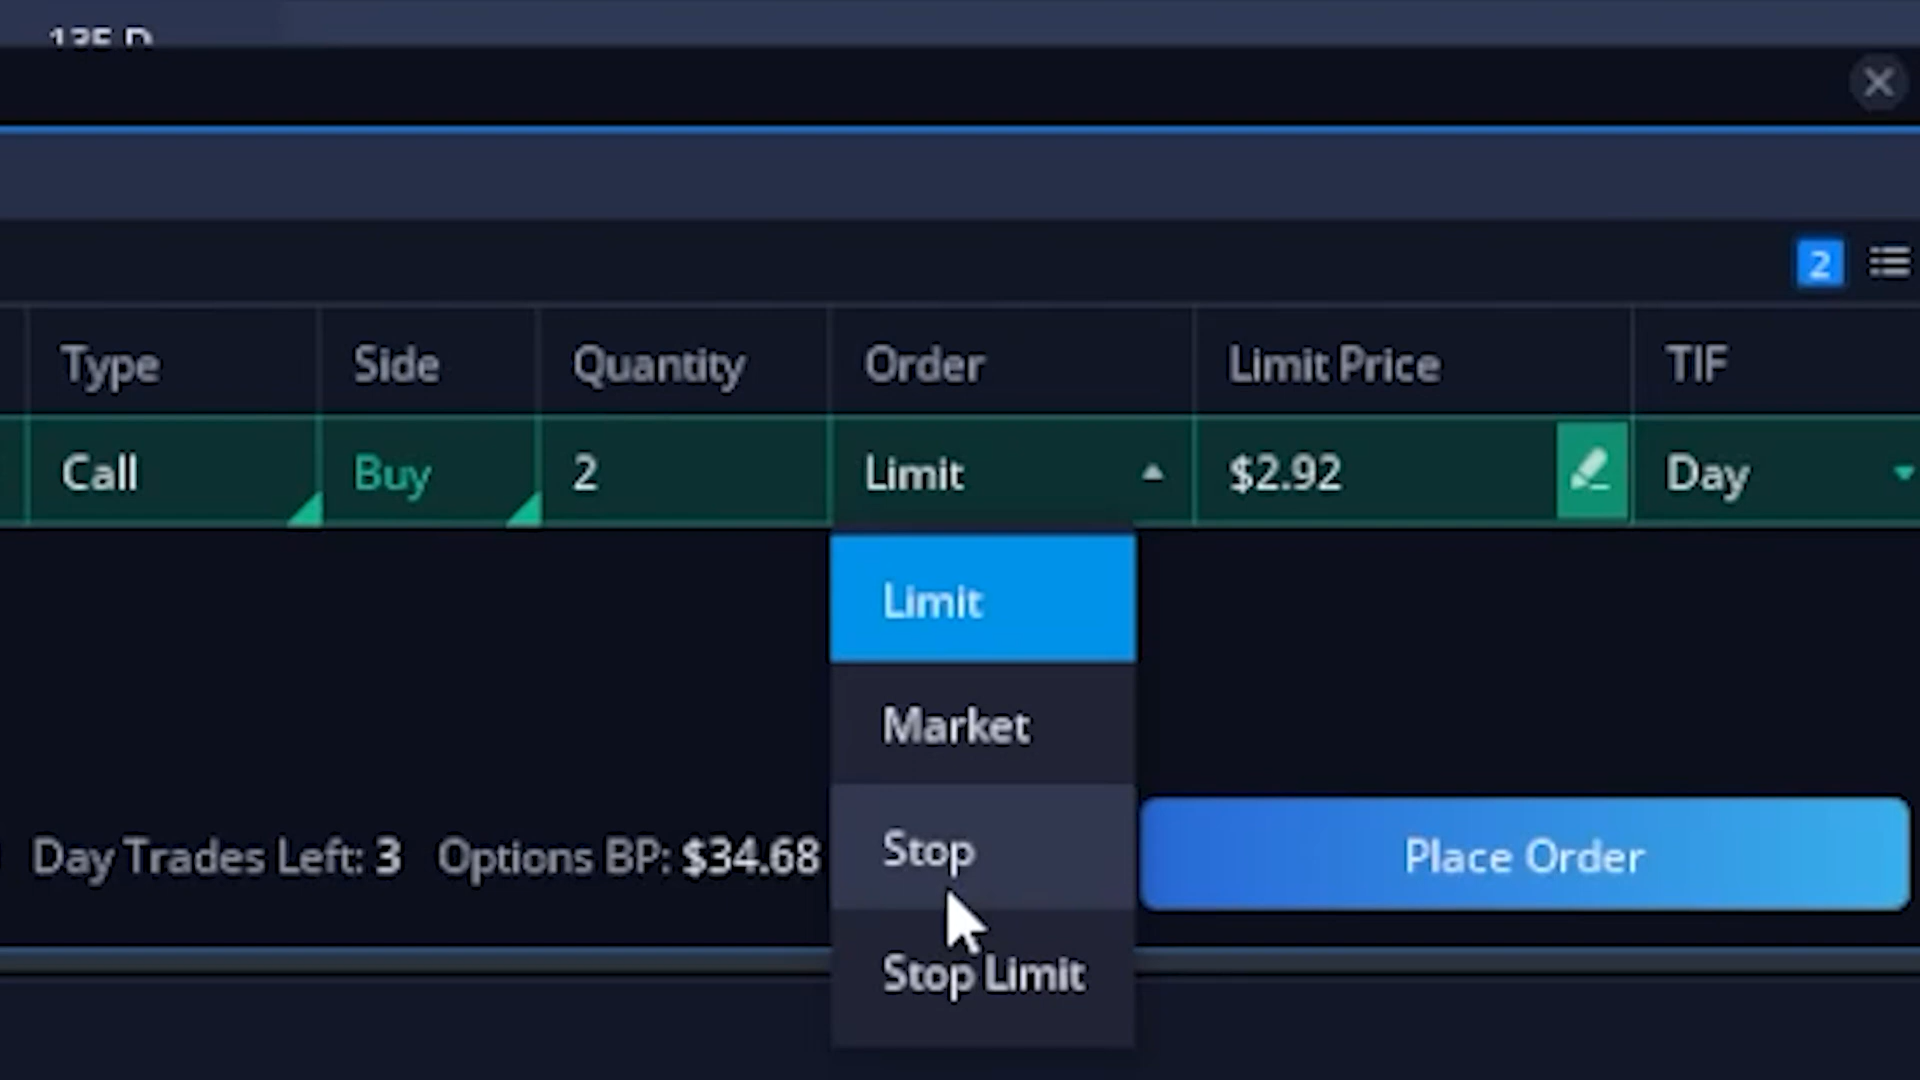 2
Type Side Quantity Order Limit Price TIF
Call Buy 2 Limit $2.92 Day
Limit
Market
Stop
Day Trades Left: 3 Options BP: $34.68 Place Order
Stop Limit